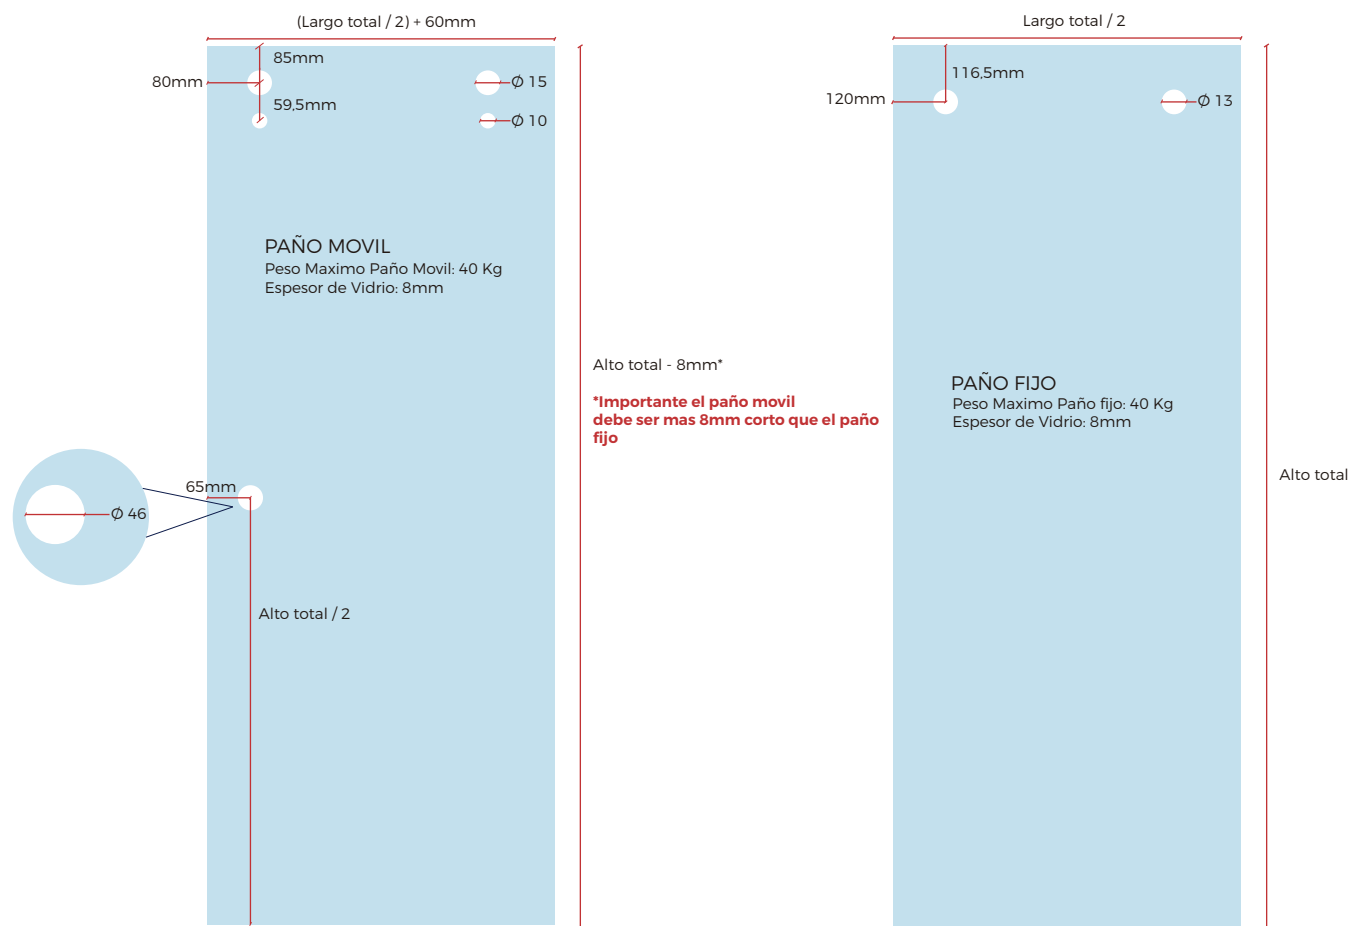 (Largo total / 2) + 60mm
85mm
80mm
59,5mm
Ø 15
Ø 10
PAÑO MOVIL
Peso Maximo Paño Movil: 40 Kg
Espesor de Vidrio: 8mm
Alto total - 8mm*
*Importante el paño movil
debe ser mas 8mm corto que el paño
fijo
65mm
Ø 46
Alto total / 2
Largo total / 2
116,5mm
120mm
Ø 13
PAÑO FIJO
Peso Maximo Paño fijo: 40 Kg
Espesor de Vidrio: 8mm
Alto total